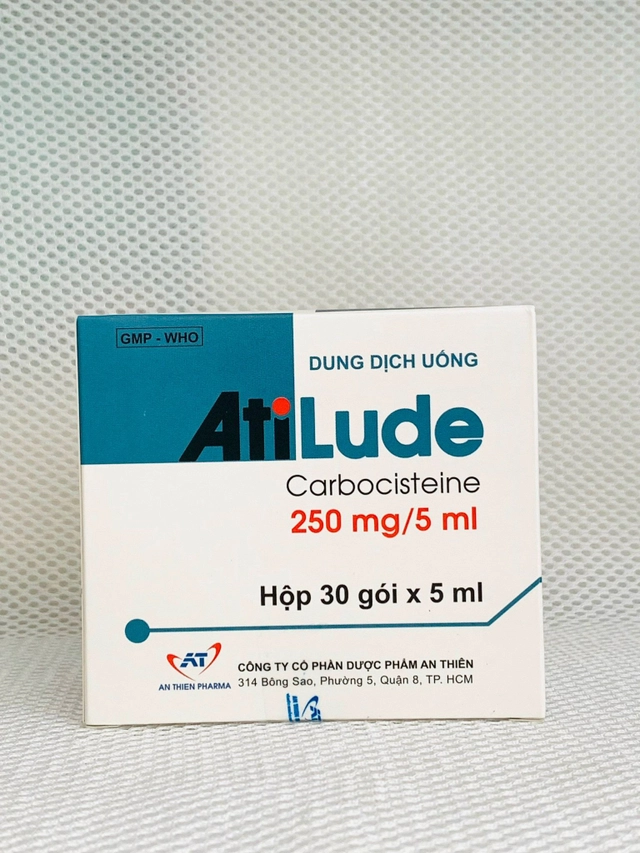 GMP - WHO
DUNG DỊCH UỐNG
AtiLude
Carbocisteine
250 mg/5 ml
Hộp 30 gói x 5 ml
AT
AN THIEN PHARMA
CÔNG TY CỔ PHẦN DƯỢC PHẨM AN THIÊN
314 Bông Sao, Phường 5, Quận 8, TP. HCM